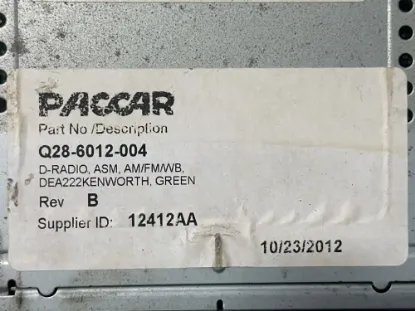 PACCAR
Part No /Description
Q28-6012-004
D-RADIO, ASM, AM/FM/WB,
DEA222KENWORTH, GREEN
Rev B
Supplier ID: 12412AA
10/23/2012